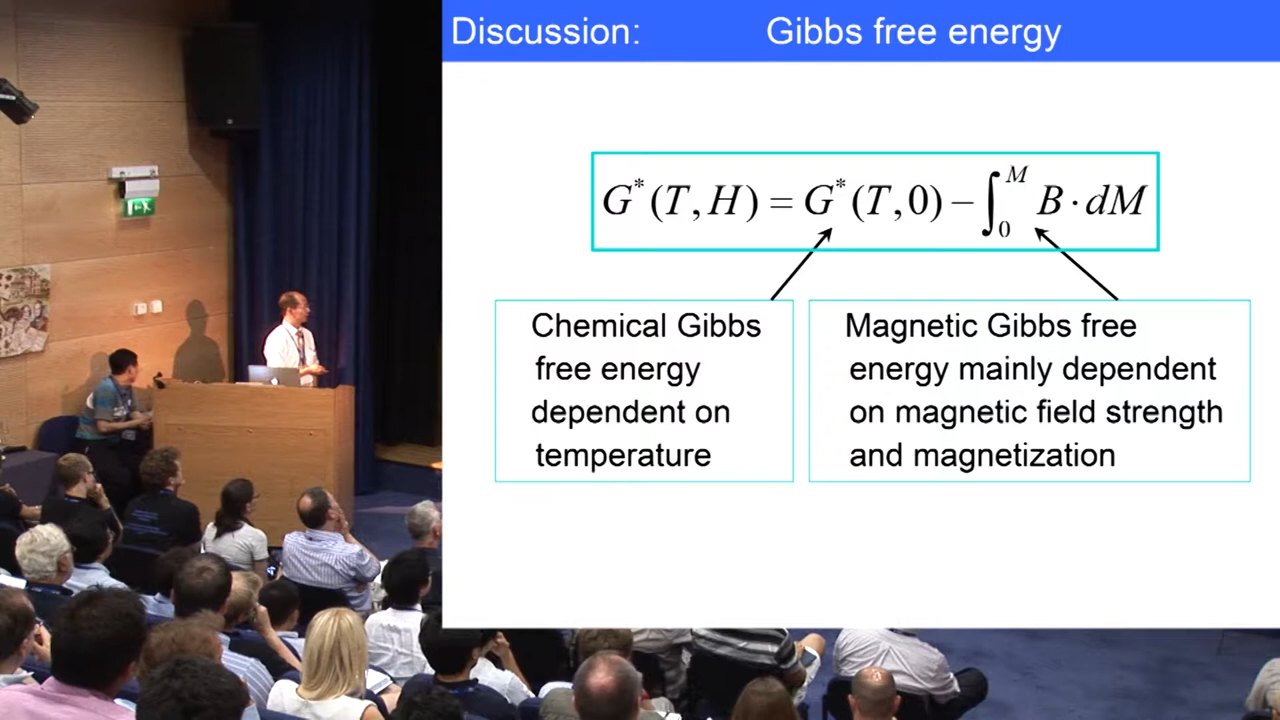 Discussion: Gibbs free energy
G*(T, H) = G*(T, 0) − ∫₀ᴹ B · dM
Chemical Gibbs
free energy
dependent on
temperature
Magnetic Gibbs free
energy mainly dependent
on magnetic field strength
and magnetization